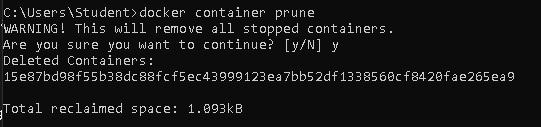 C:\Users\Student>docker container prune
WARNING! This will remove all stopped containers.
Are you sure you want to continue? [y/N] y
Deleted Containers:
15e87bd98f55b38dc88fcf5ec43999123ea7bb52df1338560cf8420fae265ea9
Total reclaimed space: 1.093kB